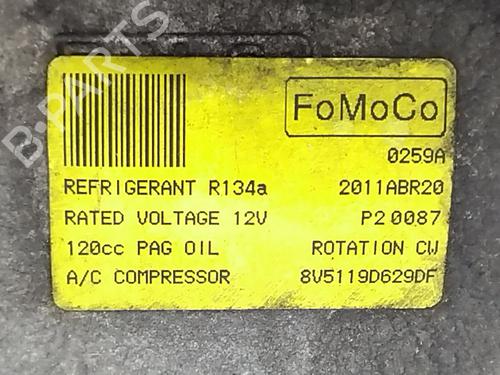 B-PARTS
FoMoCo
0259A
REFRIGERANT R134a 2011ABR20
RATED VOLTAGE 12V P2 0087
120cc PAG OIL ROTATION CW
A/C COMPRESSOR 8V5119D629DF